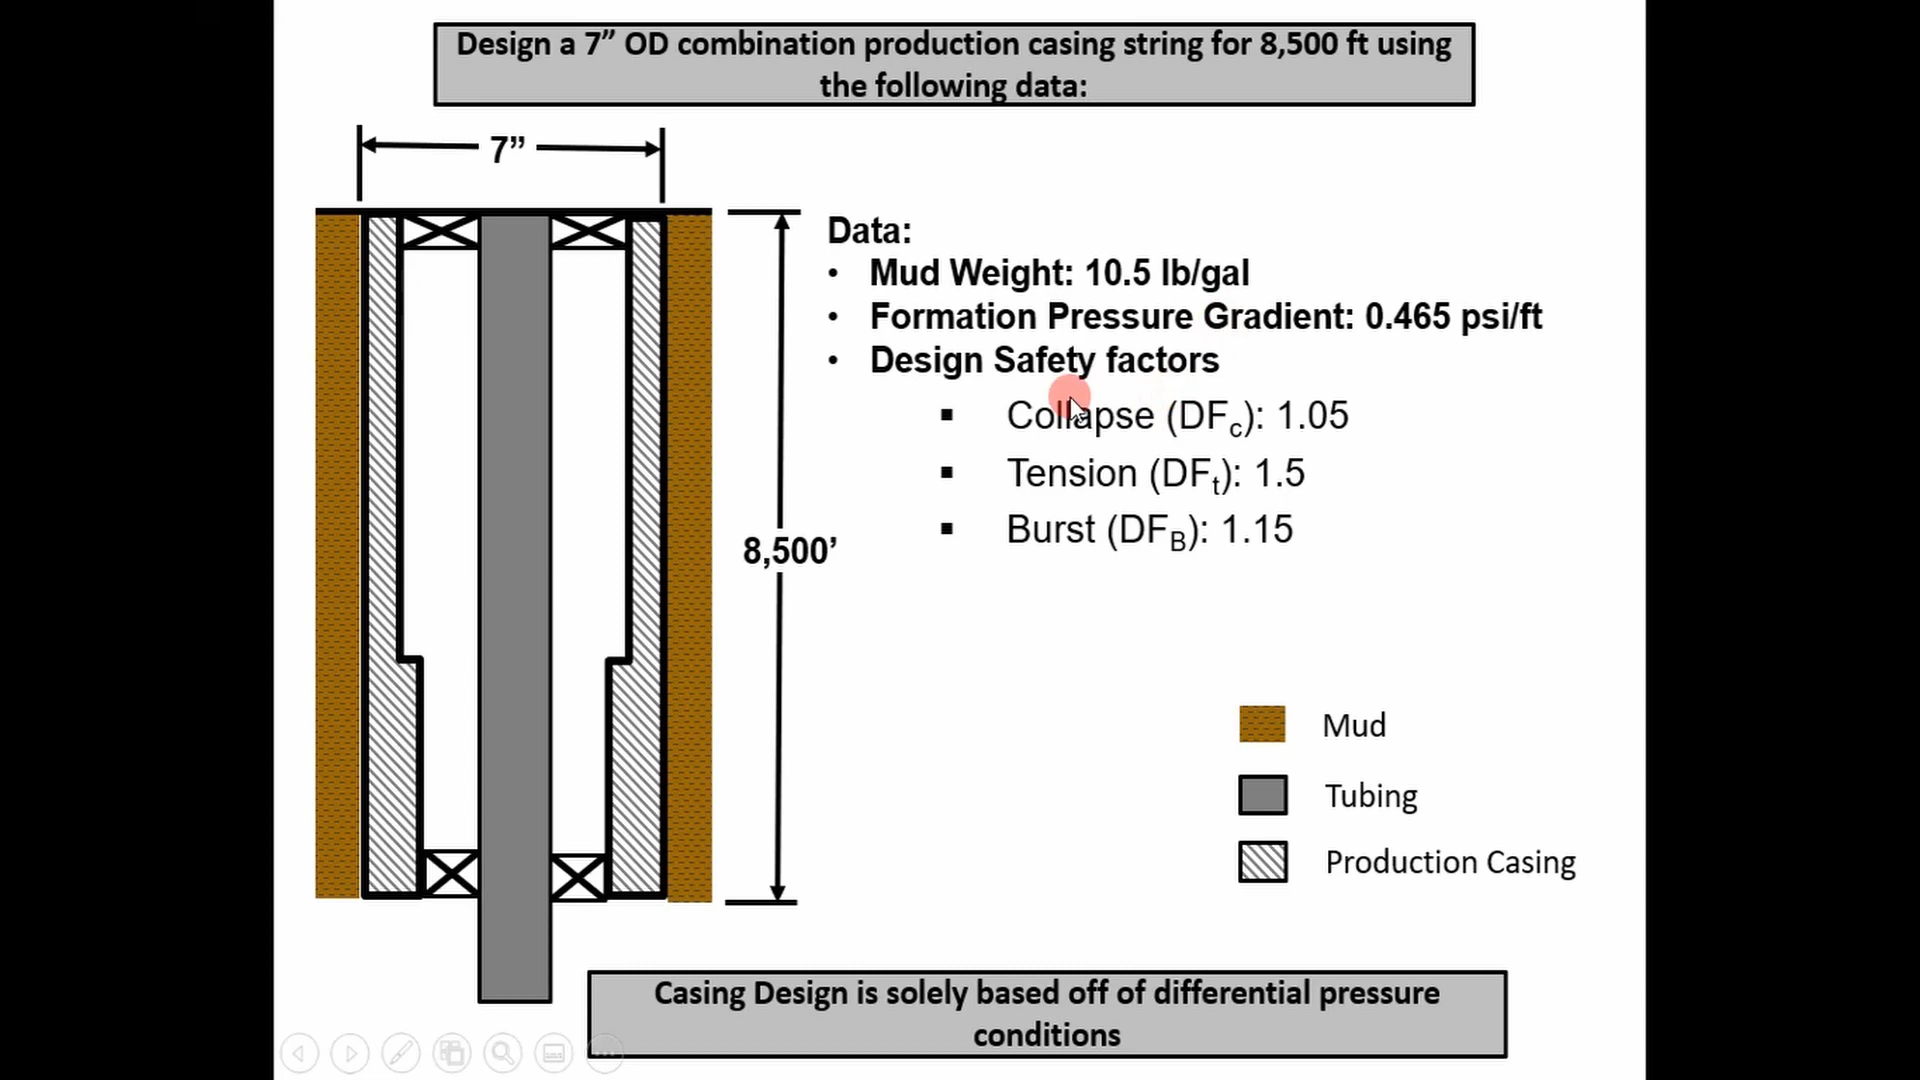 Design a 7” OD combination production casing string for 8,500 ft using
the following data:
7”
Data:
• Mud Weight: 10.5 lb/gal
• Formation Pressure Gradient: 0.465 psi/ft
• Design Safety factors
▪ Collapse (DFc): 1.05
▪ Tension (DFt): 1.5
▪ Burst (DFB): 1.15
8,500’
Mud
Tubing
Production Casing
Casing Design is solely based off of differential pressure
conditions